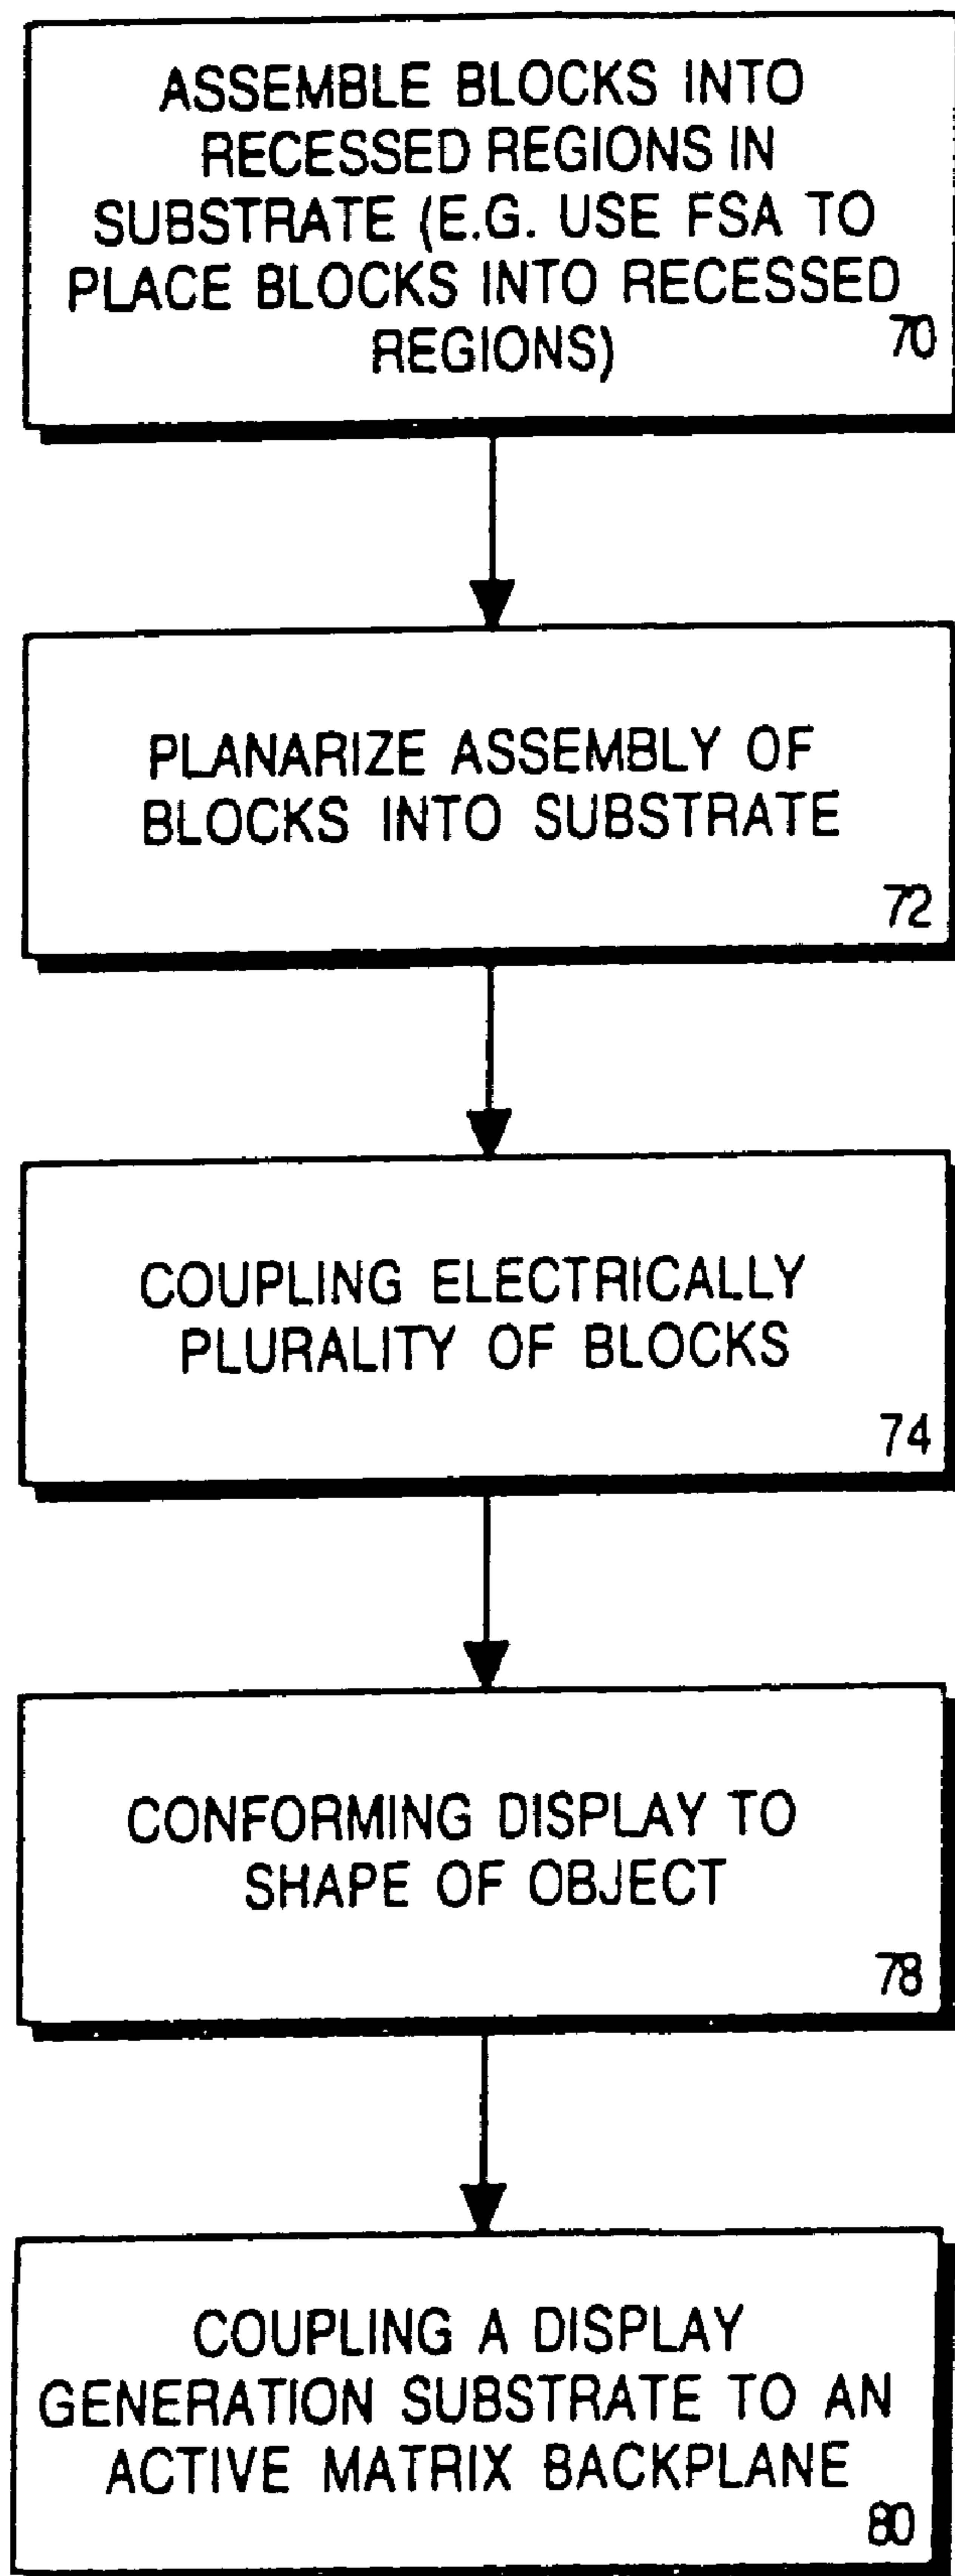 ASSEMBLE BLOCKS INTO
RECESSED REGIONS IN
SUBSTRATE (E.G. USE FSA TO
PLACE BLOCKS INTO RECESSED
REGIONS)
70
PLANARIZE ASSEMBLY OF
BLOCKS INTO SUBSTRATE
72
COUPLING ELECTRICALLY
PLURALITY OF BLOCKS
74
CONFORMING DISPLAY TO
SHAPE OF OBJECT
78
COUPLING A DISPLAY
GENERATION SUBSTRATE TO AN
ACTIVE MATRIX BACKPLANE
80